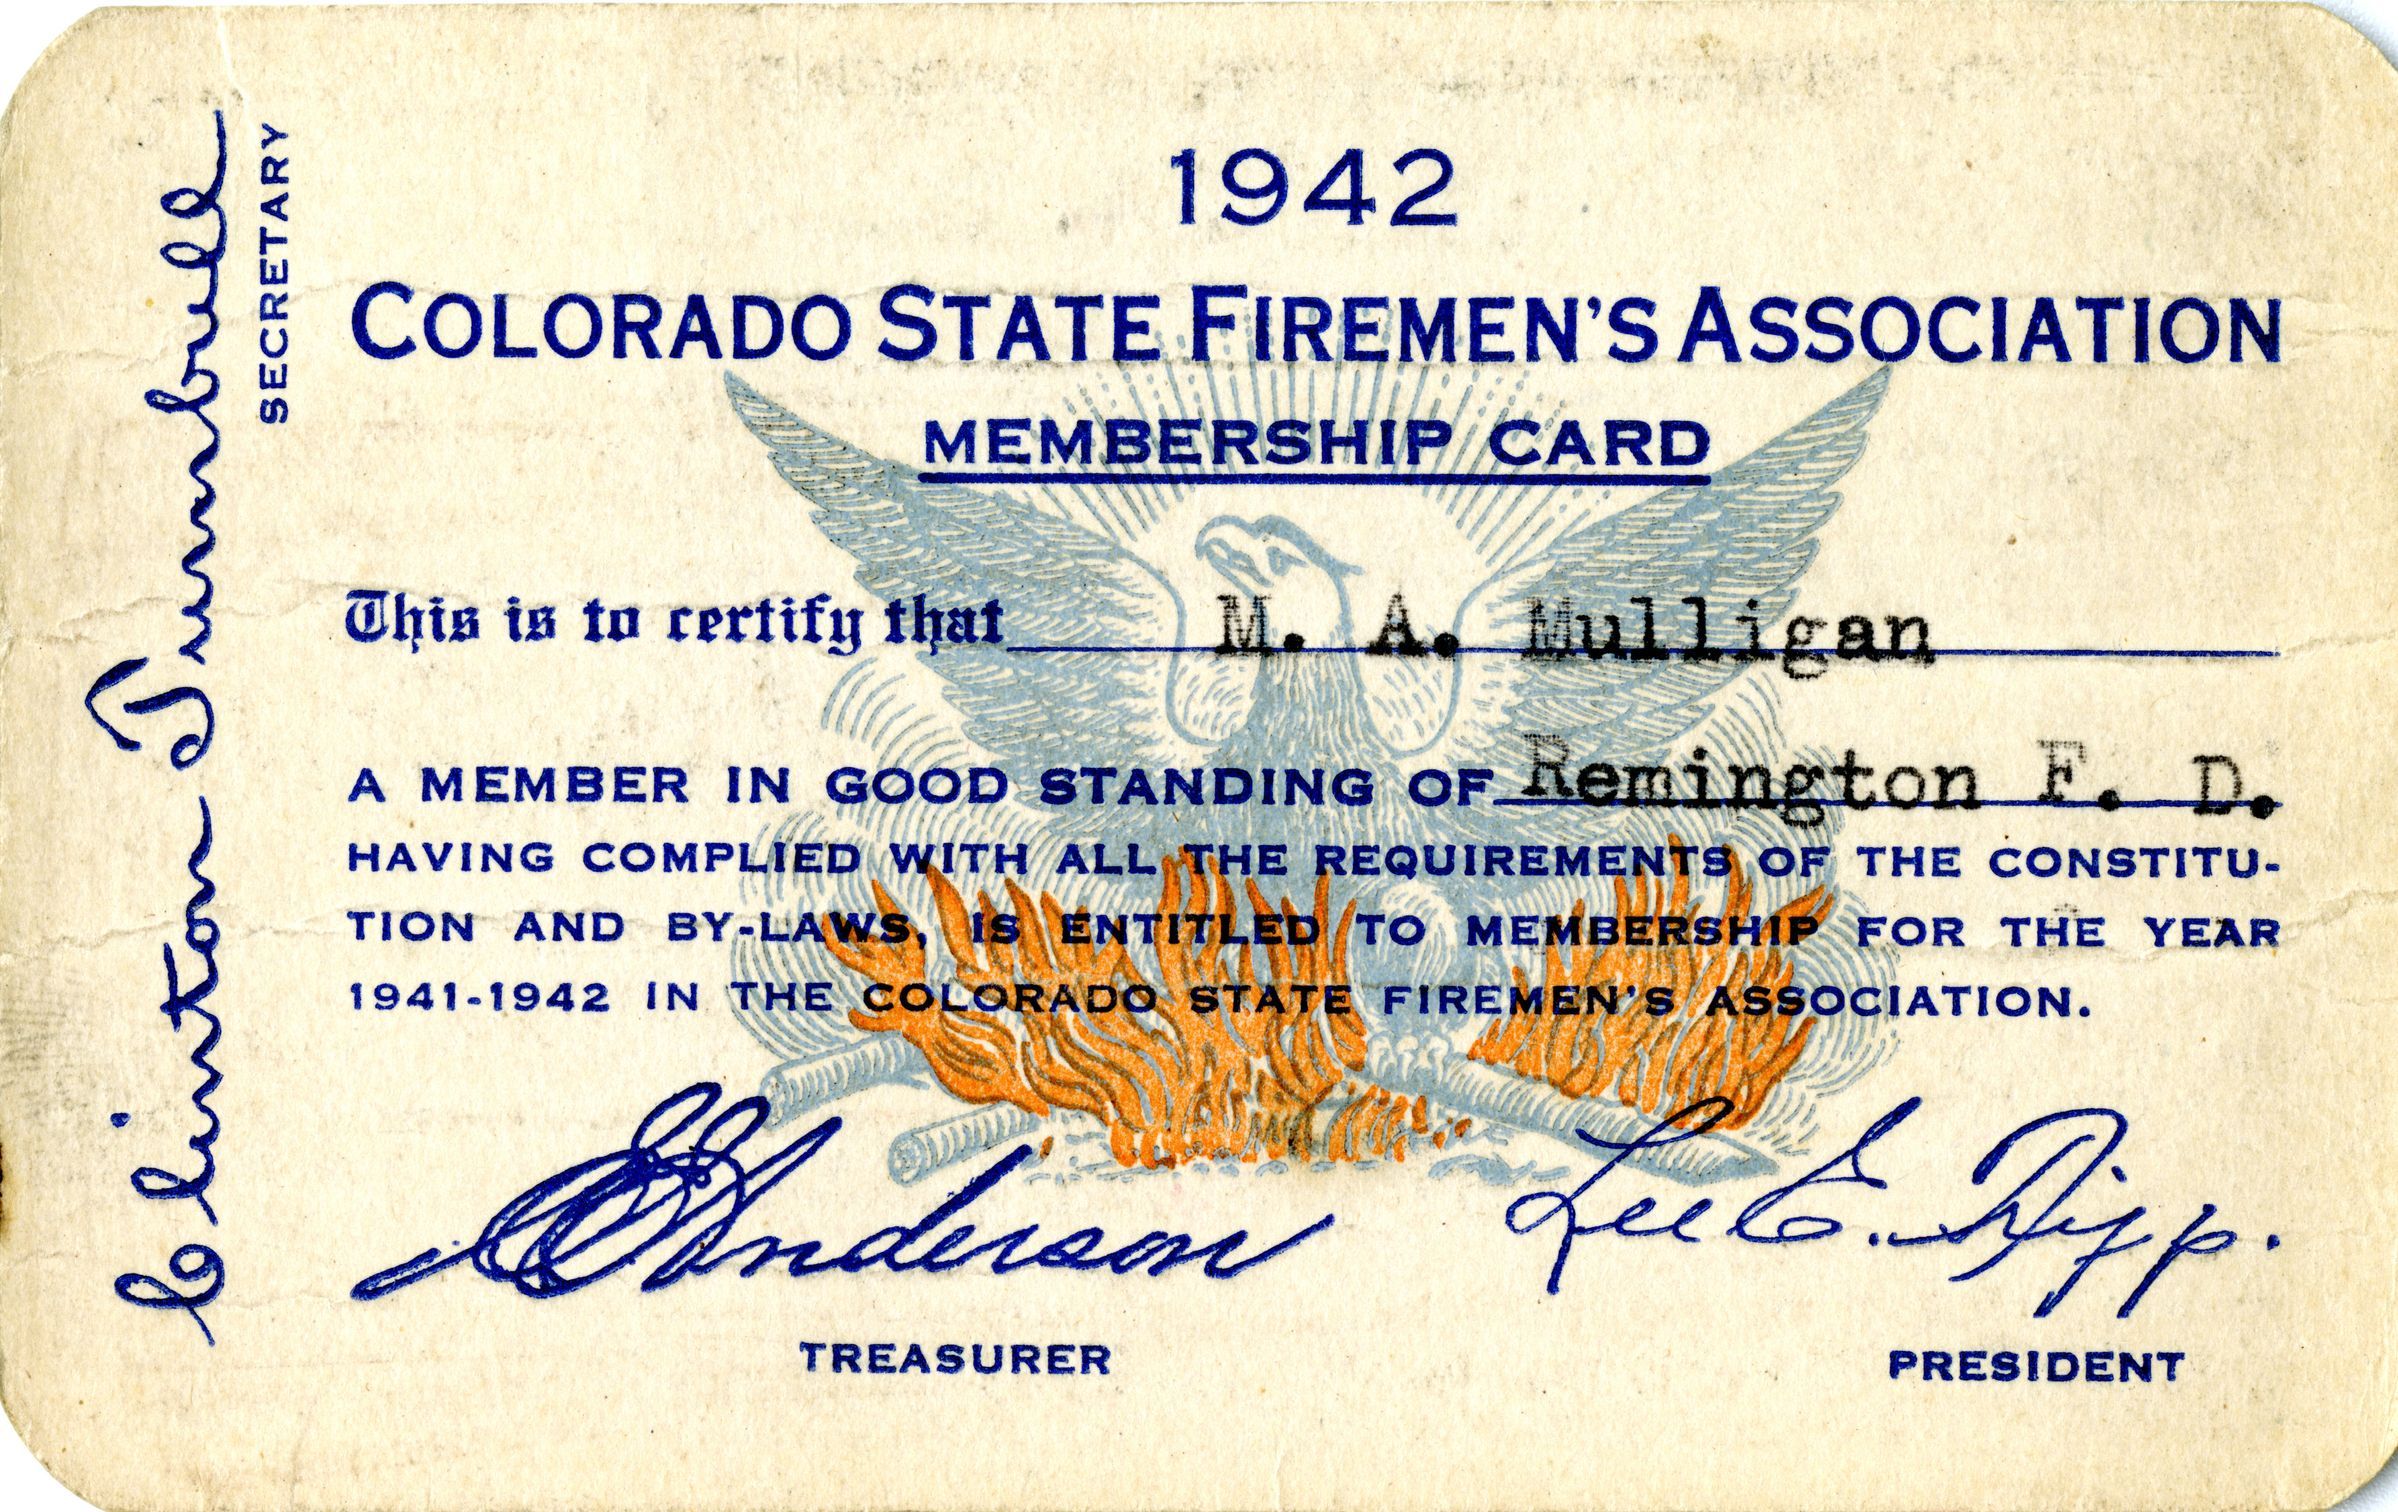 1942
COLORADO STATE FIREMEN'S ASSOCIATION
MEMBERSHIP CARD
This is to certify that M. A. Mulligan
A MEMBER IN GOOD STANDING OF Remington F. D.
HAVING COMPLIED WITH ALL THE REQUIREMENTS OF THE CONSTITU-
TION AND BY-LAWS, IS ENTITLED TO MEMBERSHIP FOR THE YEAR
1941-1942 IN THE COLORADO STATE FIREMEN'S ASSOCIATION.
Anderson
TREASURER
Lee E.
PRESIDENT
Clinton Turnbull
SECRETARY